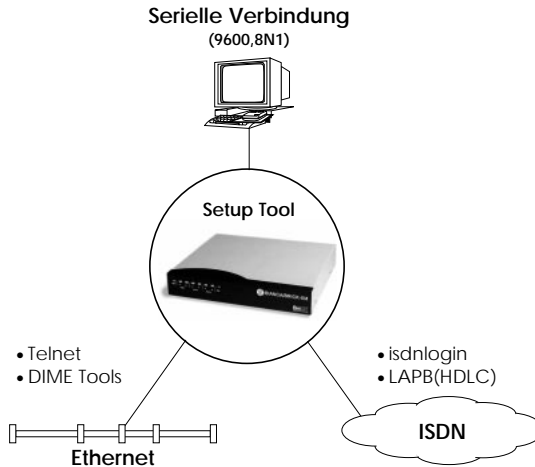 Serielle Verbindung
(9600,8N1)
Setup Tool
• Telnet
• DIME Tools
• isdnlogin
• LAPB(HDLC)
Ethernet
ISDN